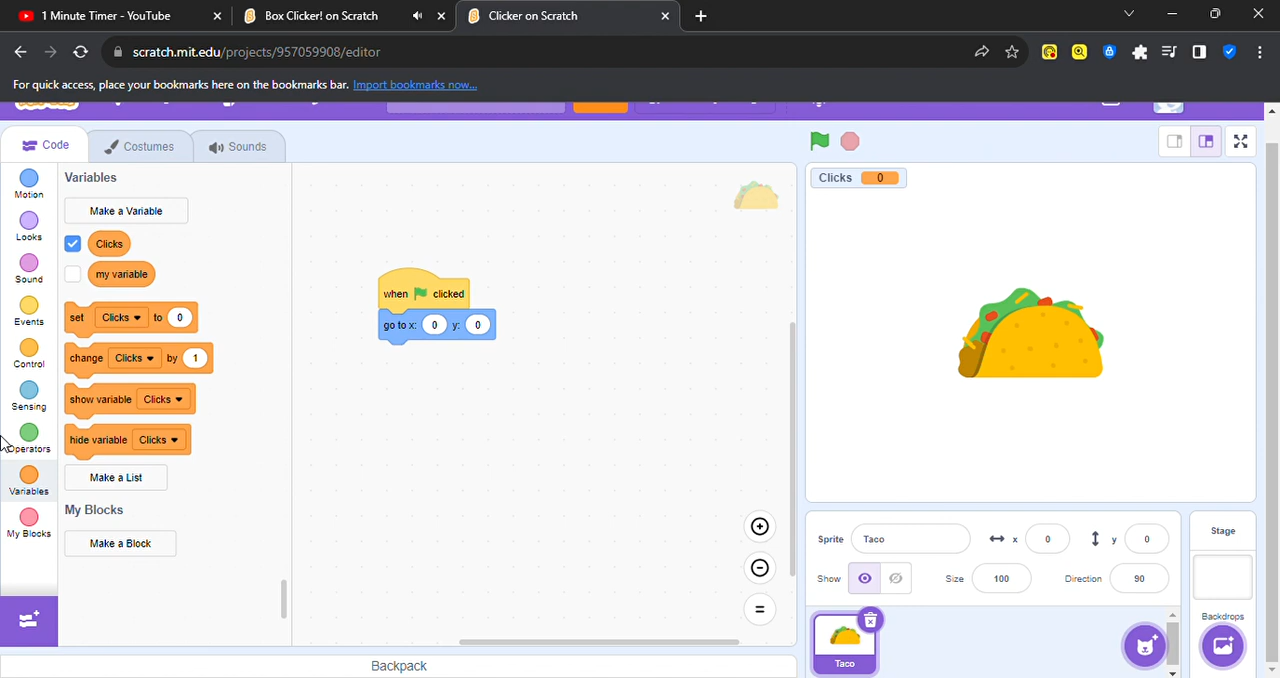 1 Minute Timer - YouTube
Box Clicker! on Scratch
Clicker on Scratch
scratch.mit.edu/projects/957059908/editor
For quick access, place your bookmarks here on the bookmarks bar. Import bookmarks now...
Code
Costumes
Sounds
Motion
Looks
Sound
Events
Control
Sensing
Operators
Variables
My Blocks
Variables
Make a Variable
Clicks
my variable
set Clicks to 0
change Clicks by 1
show variable Clicks
hide variable Clicks
Make a List
My Blocks
Make a Block
when clicked
go to x: 0 y: 0
Backpack
Clicks 0
Sprite Taco x 0 y 0
Show Size 100 Direction 90
Taco
Stage
Backdrops